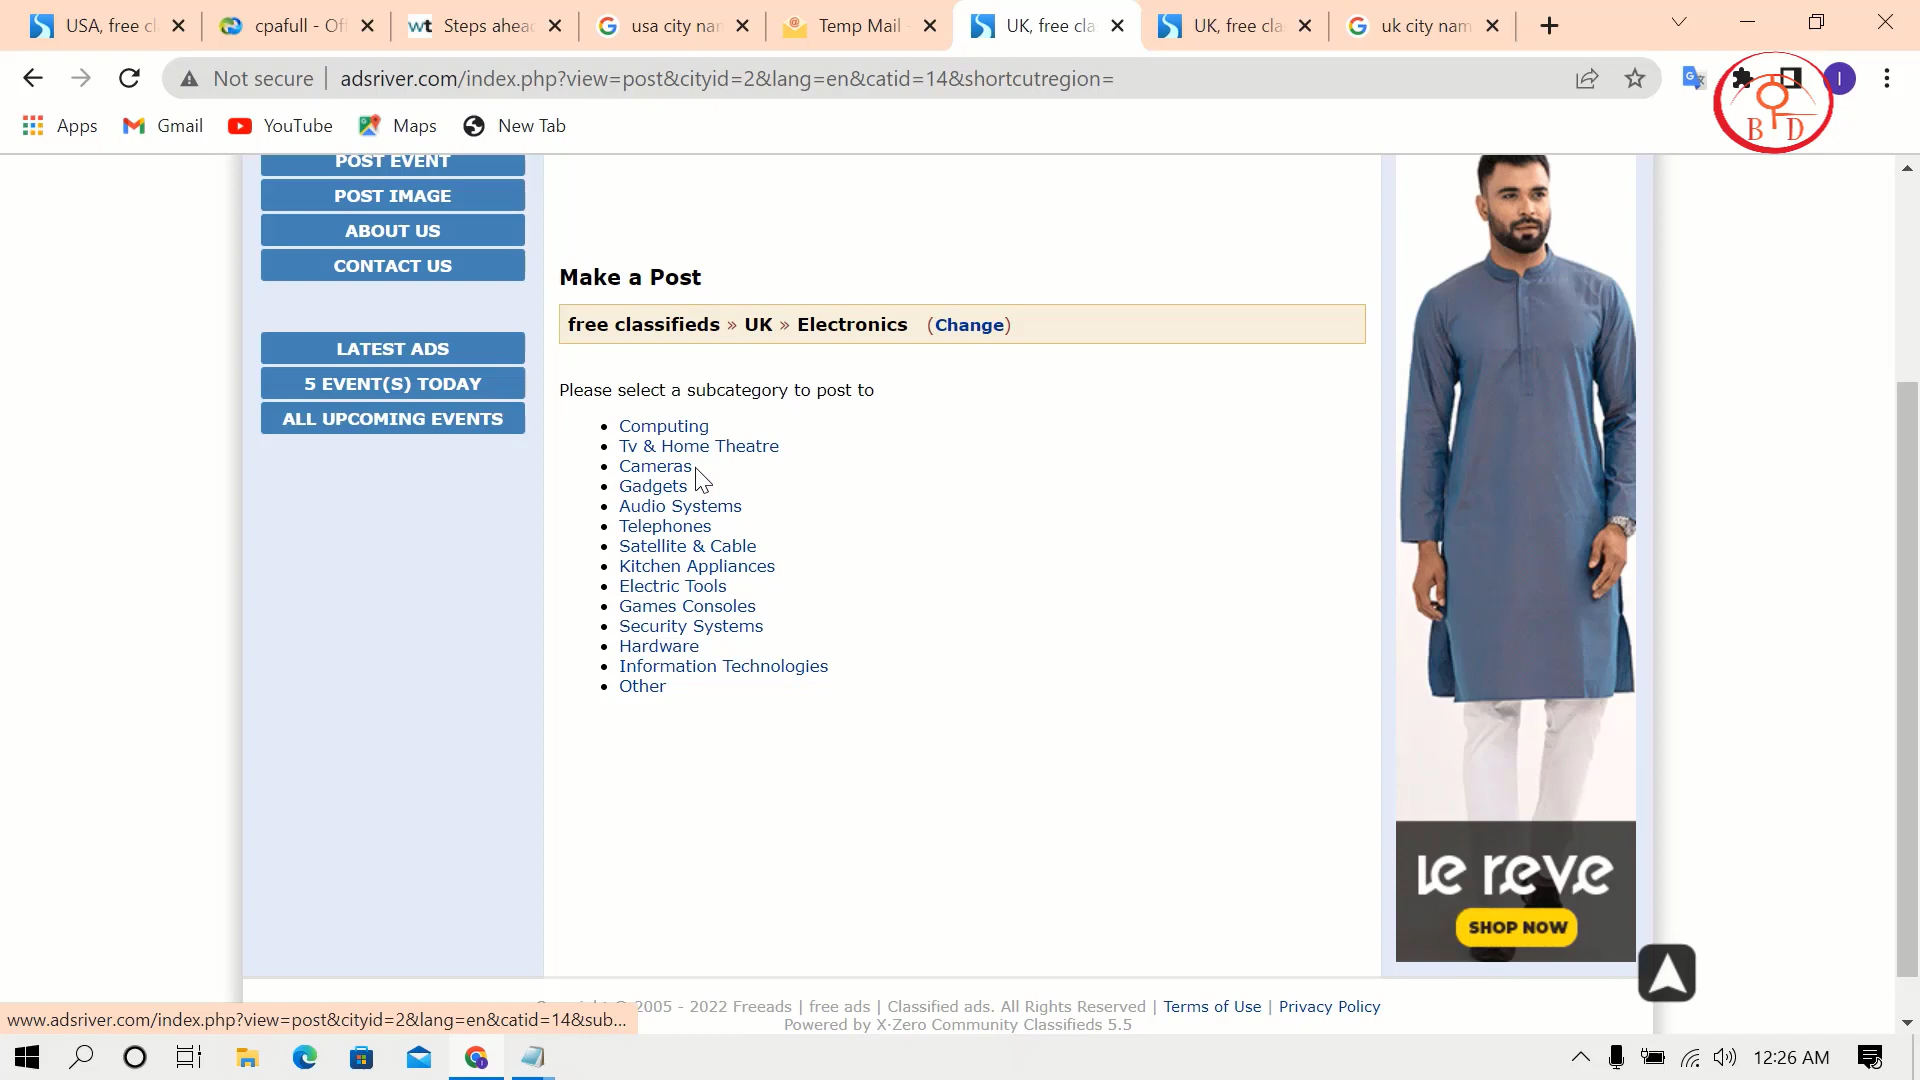 USA, free cl
cpafull - Off
Steps ahead
usa city nam
Temp Mail -
UK, free cla
UK, free cla
uk city nam
Not secure
adsriver.com/index.php?view=post&cityid=2&lang=en&catid=14&shortcutregion=
I
B D
Apps
Gmail
YouTube
Maps
New Tab
POST EVENT
POST IMAGE
ABOUT US
CONTACT US
LATEST ADS
5 EVENT(S) TODAY
ALL UPCOMING EVENTS
Make a Post
free classifieds » UK » Electronics (Change)
Please select a subcategory to post to
Computing
Tv & Home Theatre
Cameras
Gadgets
Audio Systems
Telephones
Satellite & Cable
Kitchen Appliances
Electric Tools
Games Consoles
Security Systems
Hardware
Information Technologies
Other
le reve
SHOP NOW
2005 - 2022 Freeads | free ads | Classified ads. All Rights Reserved | Terms of Use | Privacy Policy
Powered by X-Zero Community Classifieds 5.5
www.adsriver.com/index.php?view=post&cityid=2&lang=en&catid=14&sub...
12:26 AM